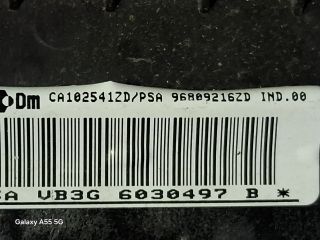 Dm CA102541ZD/PSA 96809216ZD IND.00
A VB3G 6030497 B *
Galaxy A55 5G